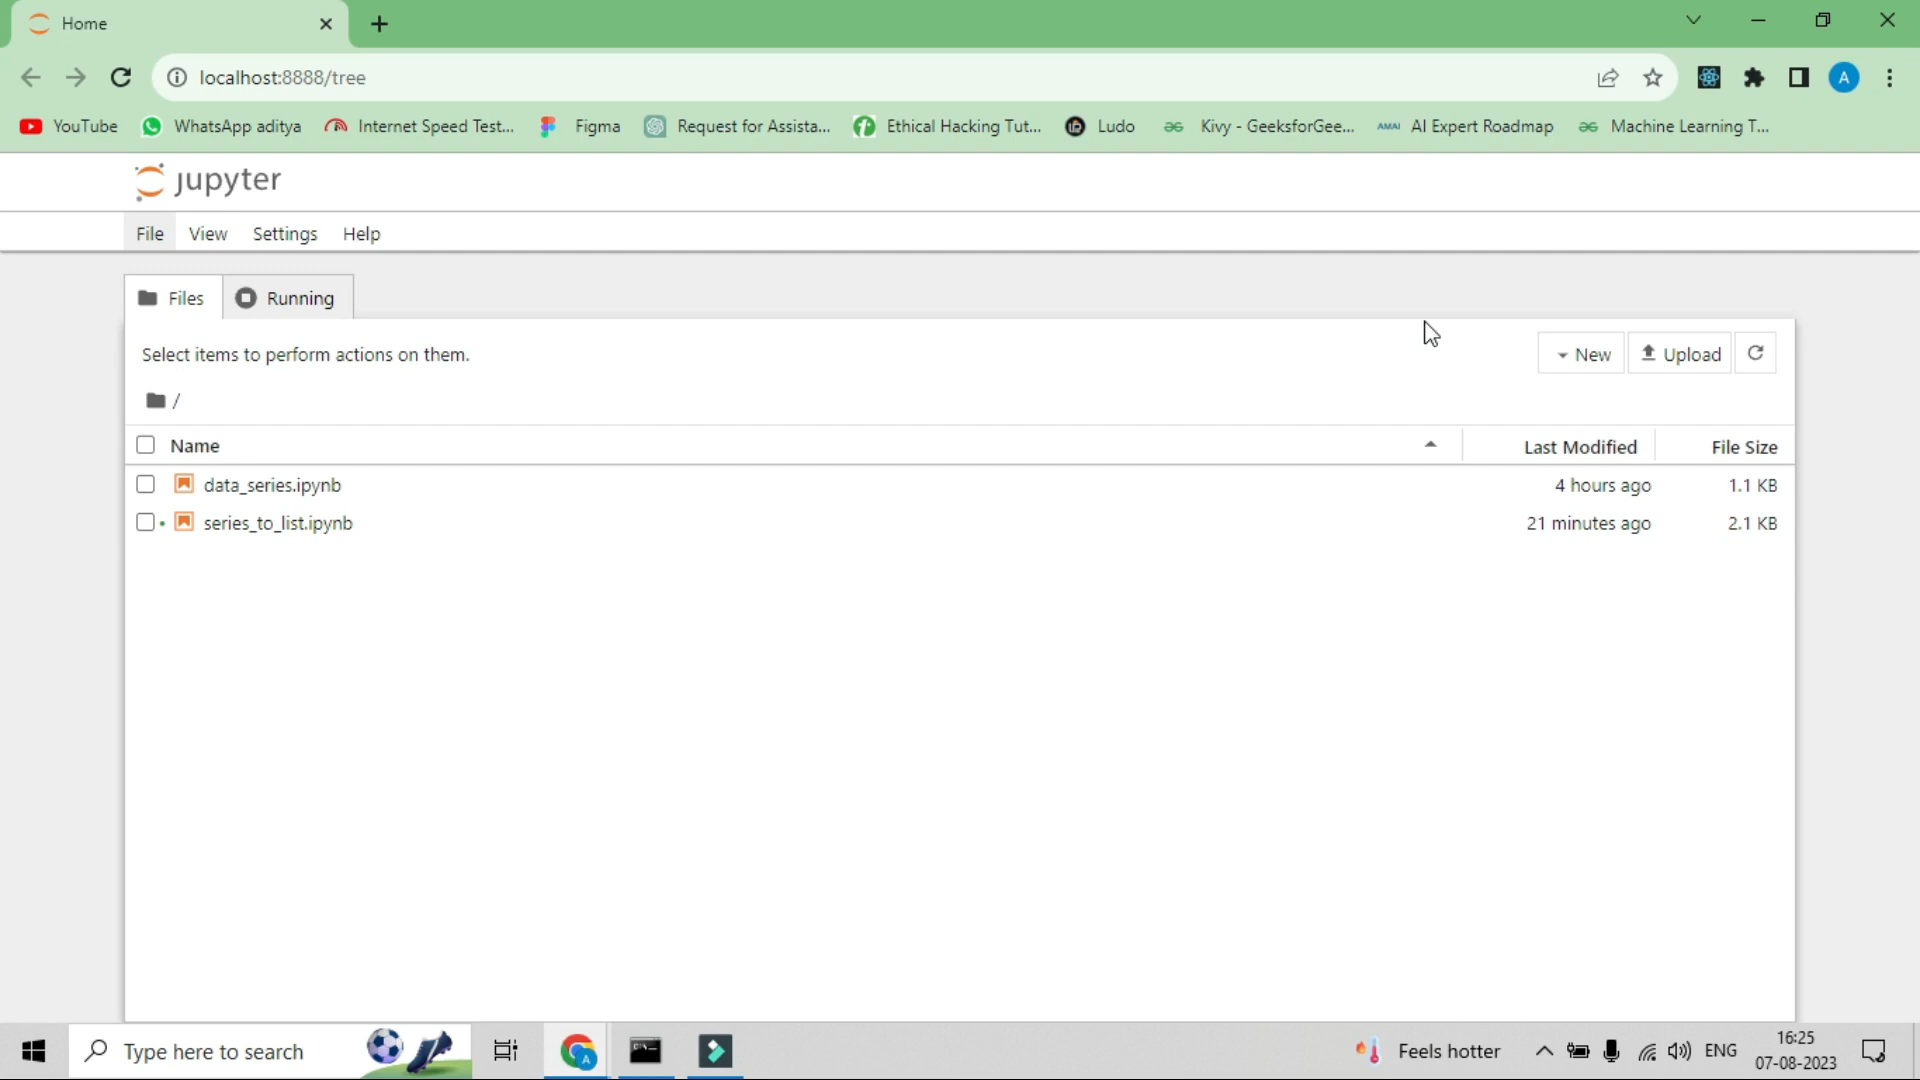 Home
localhost:8888/tree
A
YouTube WhatsApp aditya Internet Speed Test... Figma Request for Assista... Ethical Hacking Tut... Ludo Kivy - GeeksforGee... AMAI AI Expert Roadmap Machine Learning T...
jupyter
File View Settings Help
Files Running
Select items to perform actions on them.
New Upload
/
Name Last Modified File Size
data_series.ipynb 4 hours ago 1.1 KB
series_to_list.ipynb 21 minutes ago 2.1 KB
Type here to search
Feels hotter
ENG
16:25
07-08-2023